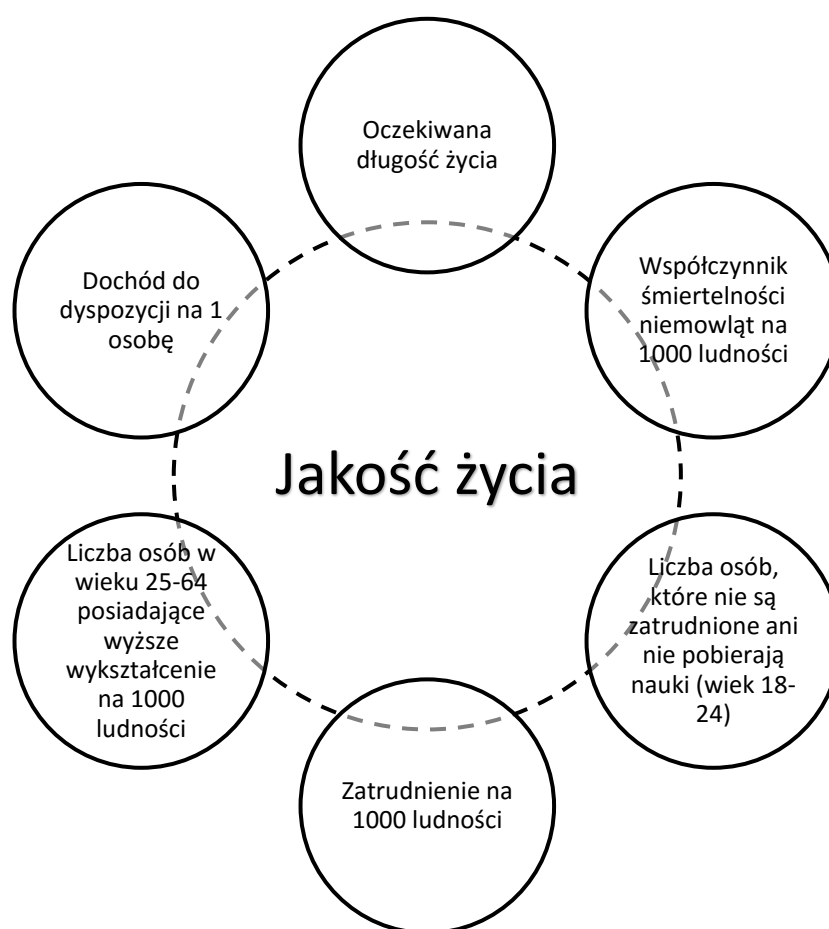 Oczekiwana
długość życia
Współczynnik
śmiertelności
niemowląt na
1000 ludności
Liczba osób,
które nie są
zatrudnione ani
nie pobierają
nauki (wiek 18-
24)
Zatrudnienie na
1000 ludności
Liczba osób w
wieku 25-64
posiadające
wyższe
wykształcenie
na 1000
ludności
Dochód do
dyspozycji na 1
osobę
Jakość życia